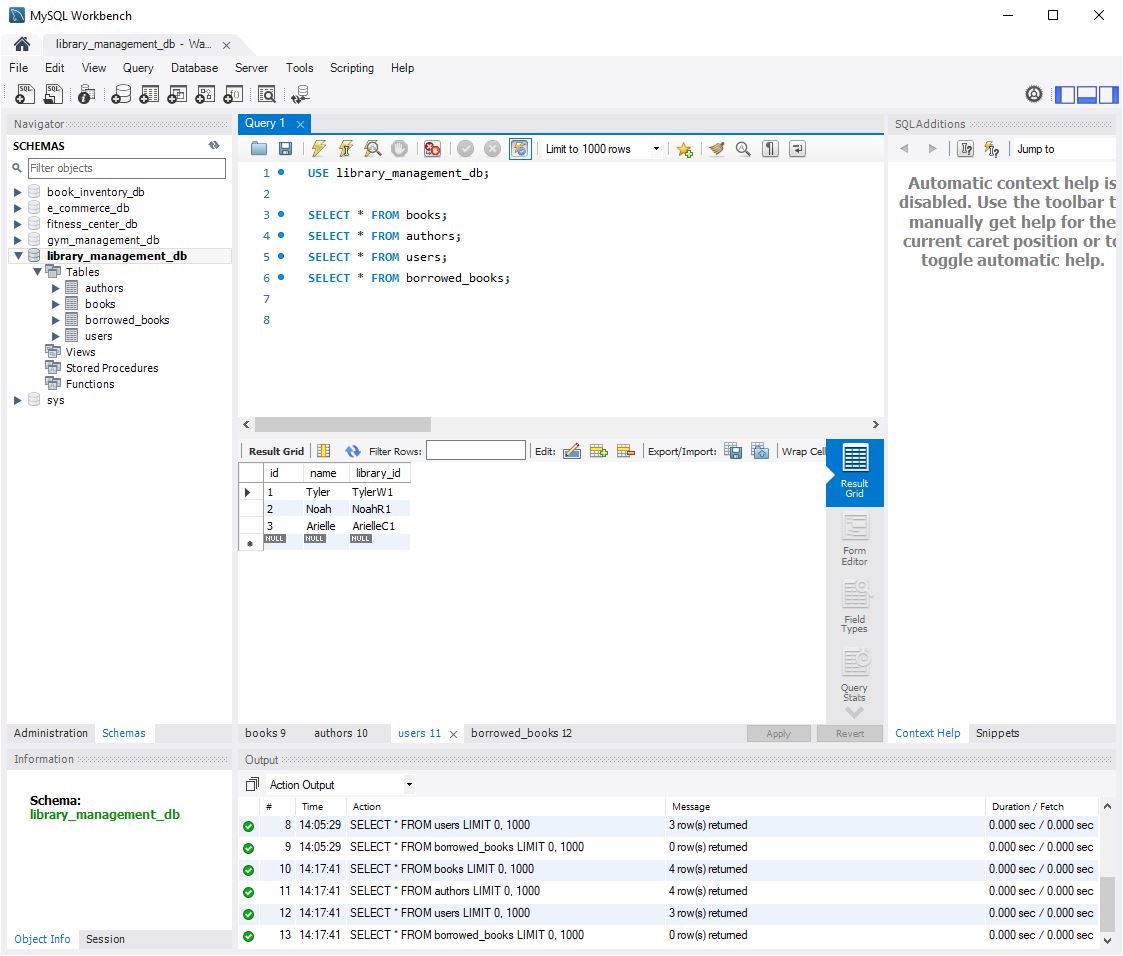 MySQL Workbench
library_management_db - Wa...
File Edit View Query Database Server Tools Scripting Help
Navigator
SCHEMAS
Filter objects
book_inventory_db
e_commerce_db
fitness_center_db
gym_management_db
library_management_db
Tables
authors
books
borrowed_books
users
Views
Stored Procedures
Functions
sys
Administration Schemas
Information
Schema:
library_management_db
Object Info Session
Query 1
Limit to 1000 rows
1 USE library_management_db;
2
3 SELECT * FROM books;
4 SELECT * FROM authors;
5 SELECT * FROM users;
6 SELECT * FROM borrowed_books;
7
8
Result Grid Filter Rows: Edit: Export/Import: Wrap Cell
id name library_id
1 Tyler TylerW1
2 Noah NoahR1
3 Arielle ArielleC1
NULL NULL NULL
Result
Grid
Form
Editor
Field
Types
Query
Stats
books 9 authors 10 users 11 borrowed_books 12 Apply Revert
SQLAdditions
Jump to
Automatic context help is
disabled. Use the toolbar t
manually get help for the
current caret position or to
toggle automatic help.
Context Help Snippets
Output
Action Output
# Time Action Message Duration / Fetch
8 14:05:29 SELECT * FROM users LIMIT 0, 1000 3 row(s) returned 0.000 sec / 0.000 sec
9 14:05:29 SELECT * FROM borrowed_books LIMIT 0, 1000 0 row(s) returned 0.000 sec / 0.000 sec
10 14:17:41 SELECT * FROM books LIMIT 0, 1000 4 row(s) returned 0.000 sec / 0.000 sec
11 14:17:41 SELECT * FROM authors LIMIT 0, 1000 4 row(s) returned 0.000 sec / 0.000 sec
12 14:17:41 SELECT * FROM users LIMIT 0, 1000 3 row(s) returned 0.000 sec / 0.000 sec
13 14:17:41 SELECT * FROM borrowed_books LIMIT 0, 1000 0 row(s) returned 0.000 sec / 0.000 sec